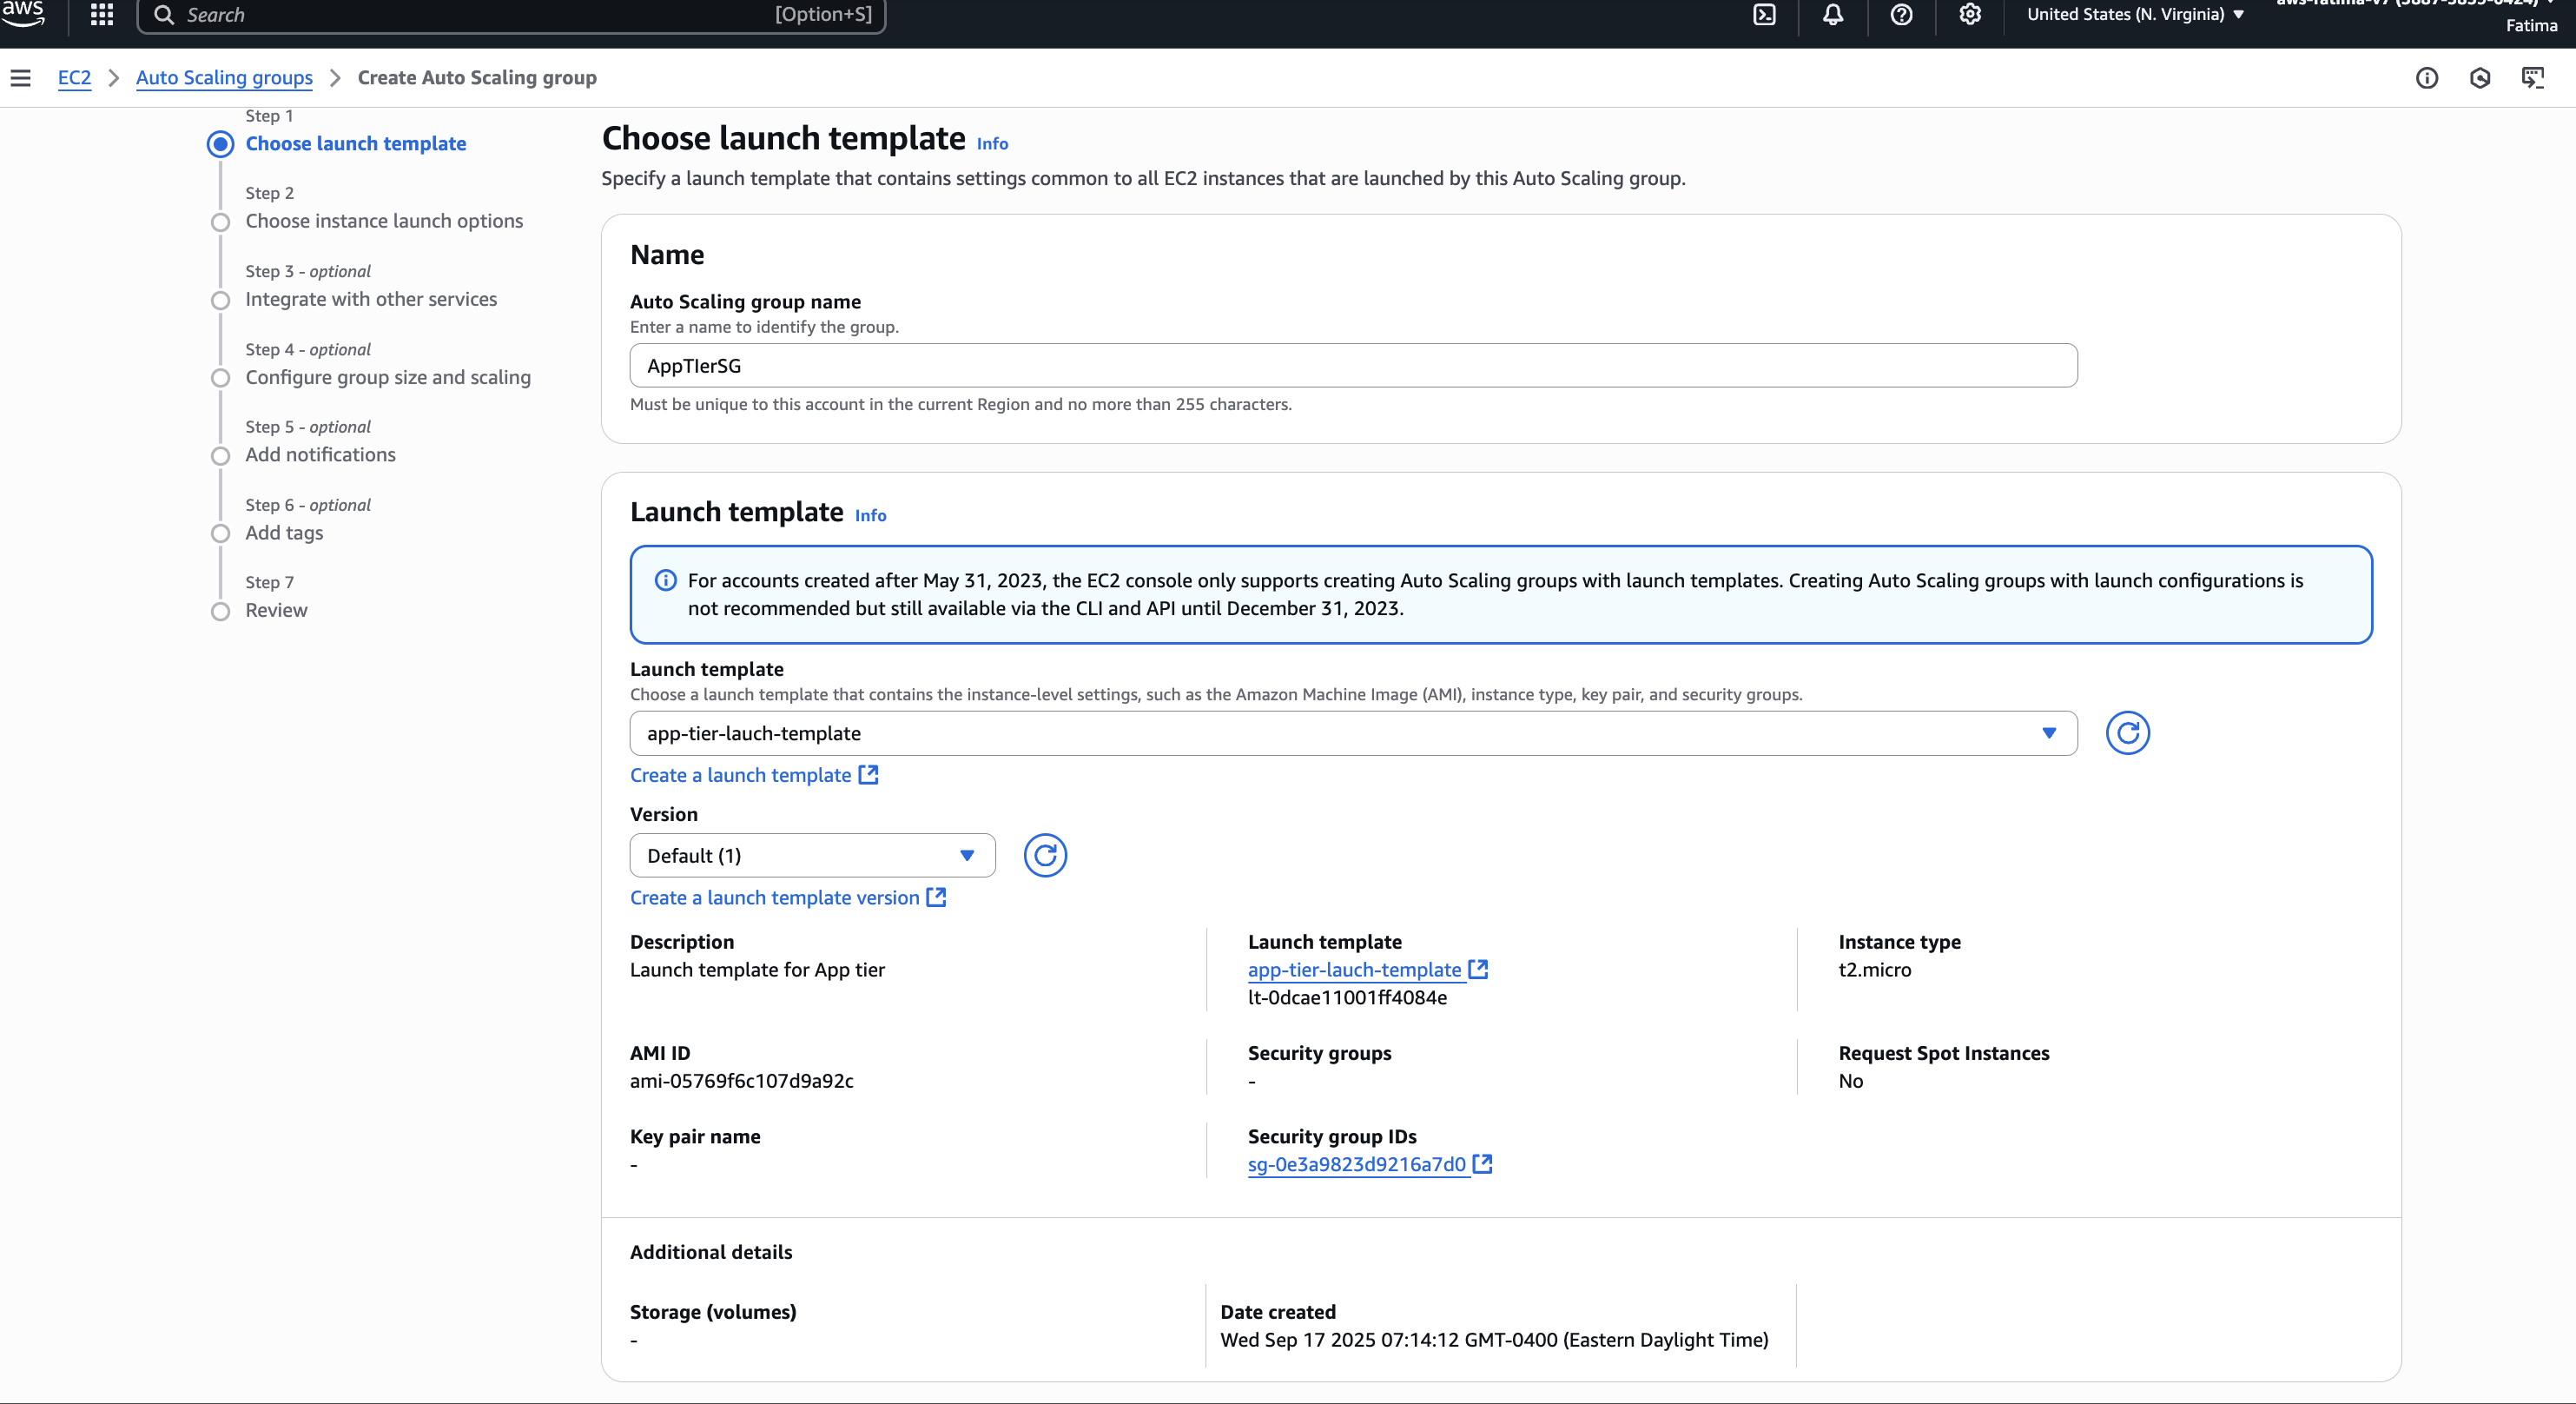 aws
Search
[Option+S]
United States (N. Virginia)
Fatima
EC2
Auto Scaling groups
Create Auto Scaling group
Step 1
Choose launch template
Step 2
Choose instance launch options
Step 3 - optional
Integrate with other services
Step 4 - optional
Configure group size and scaling
Step 5 - optional
Add notifications
Step 6 - optional
Add tags
Step 7
Review
Choose launch template Info
Specify a launch template that contains settings common to all EC2 instances that are launched by this Auto Scaling group.
Name
Auto Scaling group name
Enter a name to identify the group.
AppTIerSG
Must be unique to this account in the current Region and no more than 255 characters.
Launch template Info
For accounts created after May 31, 2023, the EC2 console only supports creating Auto Scaling groups with launch templates. Creating Auto Scaling groups with launch configurations is
not recommended but still available via the CLI and API until December 31, 2023.
Launch template
Choose a launch template that contains the instance-level settings, such as the Amazon Machine Image (AMI), instance type, key pair, and security groups.
app-tier-lauch-template
Create a launch template
Version
Default (1)
Create a launch template version
Description
Launch template for App tier
Launch template
app-tier-lauch-template
lt-0dcae11001ff4084e
Instance type
t2.micro
AMI ID
ami-05769f6c107d9a92c
Security groups
-
Request Spot Instances
No
Key pair name
-
Security group IDs
sg-0e3a9823d9216a7d0
Additional details
Storage (volumes)
-
Date created
Wed Sep 17 2025 07:14:12 GMT-0400 (Eastern Daylight Time)